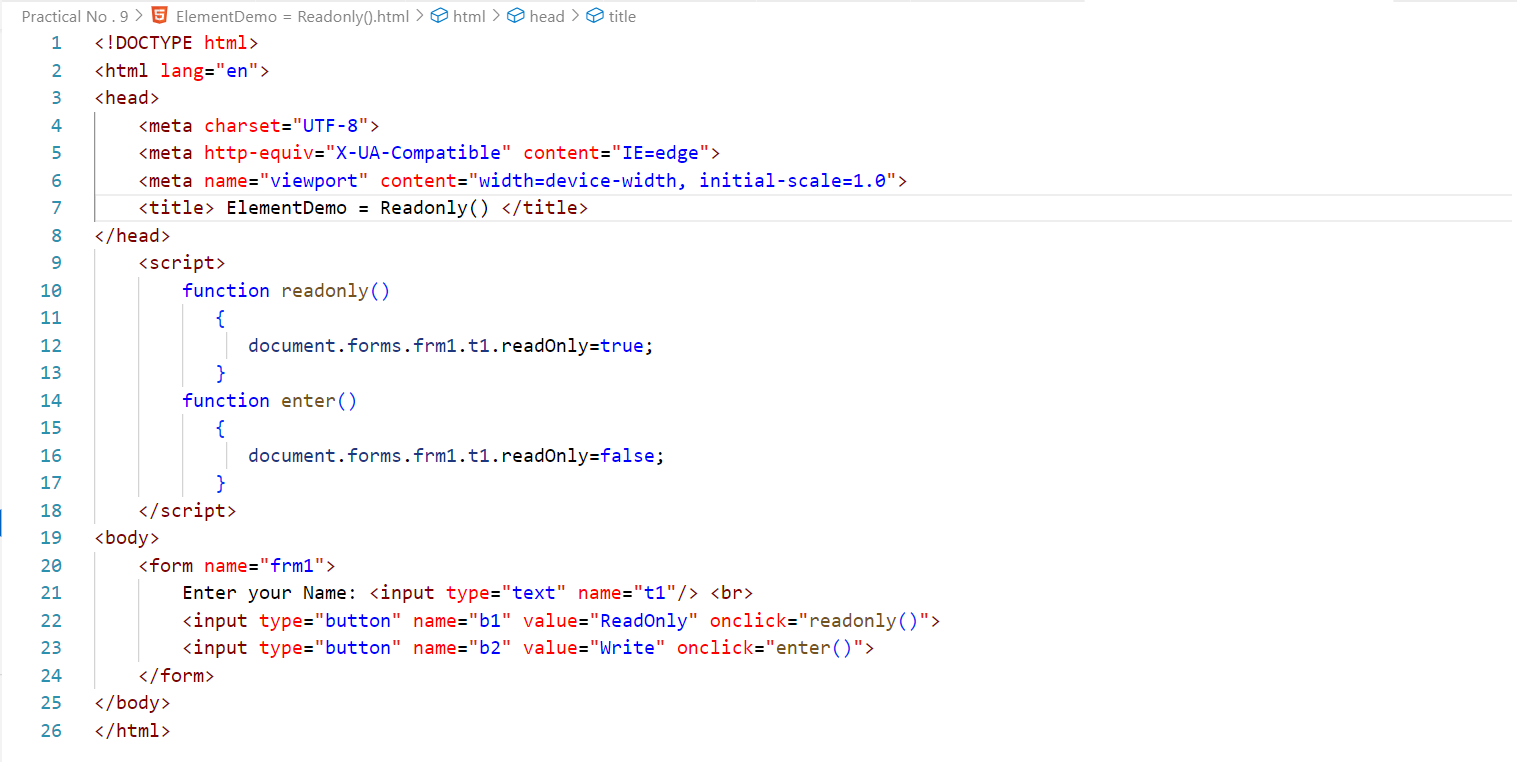 Practical No . 9 > ElementDemo = Readonly().html > html > head > title
1 <!DOCTYPE html>
2 <html lang="en">
3 <head>
4     <meta charset="UTF-8">
5     <meta http-equiv="X-UA-Compatible" content="IE=edge">
6     <meta name="viewport" content="width=device-width, initial-scale=1.0">
7     <title> ElementDemo = Readonly() </title>
8 </head>
9     <script>
10         function readonly()
11            {
12               document.forms.frm1.t1.readOnly=true;
13            }
14         function enter()
15            {
16               document.forms.frm1.t1.readOnly=false;
17            }
18     </script>
19 <body>
20     <form name="frm1">
21         Enter your Name: <input type="text" name="t1"/> <br>
22         <input type="button" name="b1" value="ReadOnly" onclick="readonly()">
23         <input type="button" name="b2" value="Write" onclick="enter()">
24     </form>
25 </body>
26 </html>